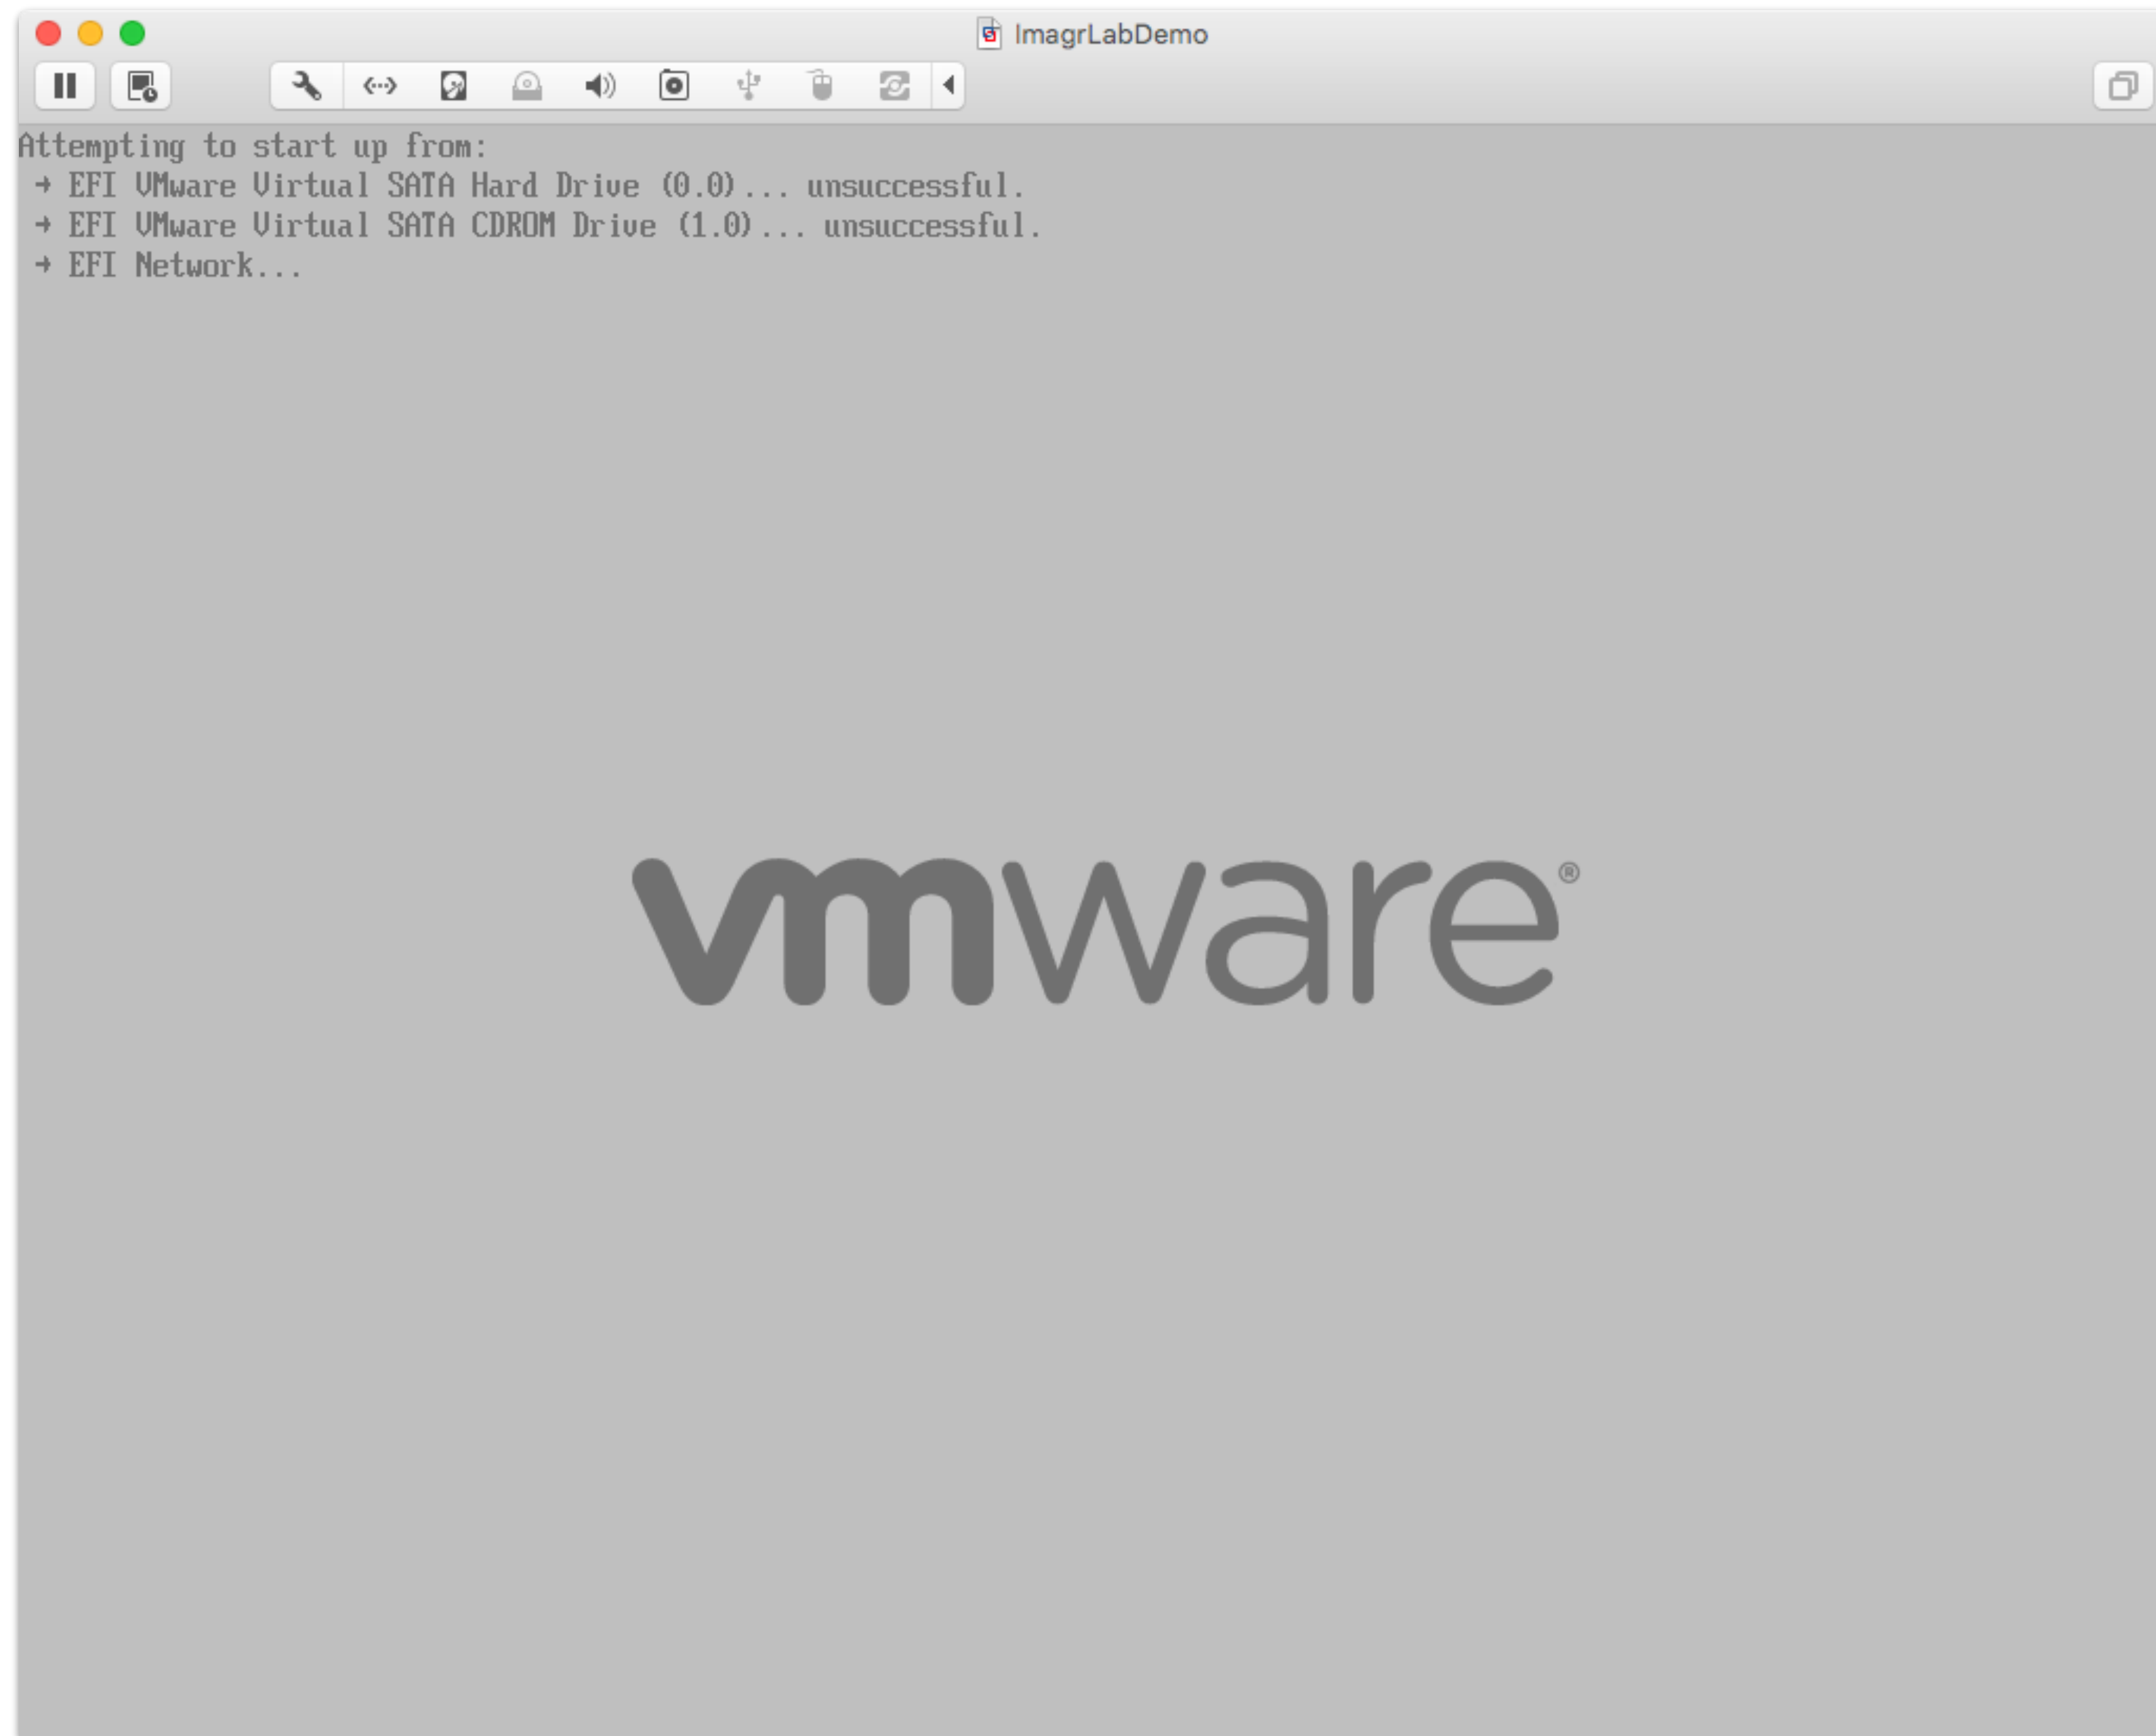 ImagrLabDemo
Attempting to start up from:
→ EFI VMware Virtual SATA Hard Drive (0.0)... unsuccessful.
→ EFI VMware Virtual SATA CDROM Drive (1.0)... unsuccessful.
→ EFI Network...
vmware®